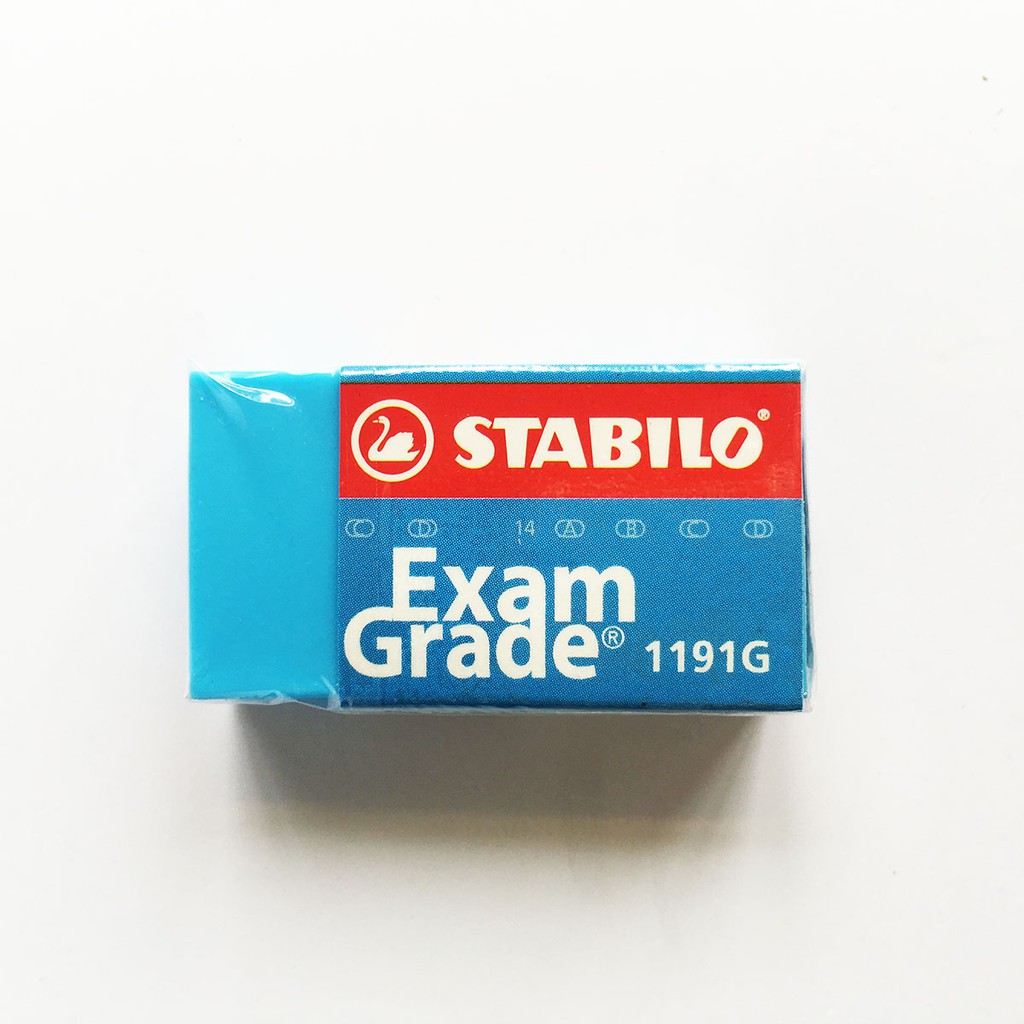 STABILO®
C D 14 A B C D
Exam
Grade® 1191G